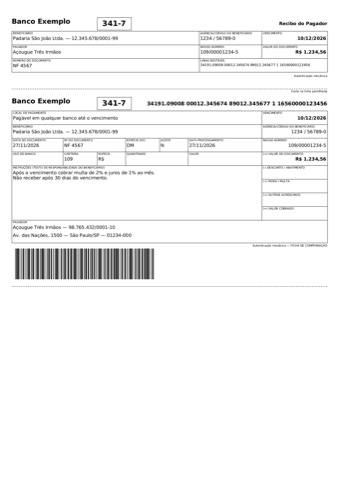 Banco Exemplo 341-7 Recibo do Pagador
BENEFICIÁRIO AGÊNCIA/CÓDIGO DO BENEFICIÁRIO VENCIMENTO
Padaria São João Ltda. — 12.345.678/0001-99 1234 / 56789-0 10/12/2026
PAGADOR NOSSO NÚMERO VALOR DO DOCUMENTO
Açougue Três Irmãos 109/00001234-5 R$ 1.234,56
NÚMERO DO DOCUMENTO LINHA DIGITÁVEL
NF 4567 34191.09008 00012.345674 89012.345677 1 16560000123456
Autenticação mecânica
Corte na linha pontilhada
Banco Exemplo 341-7 34191.09008 00012.345674 89012.345677 1 16560000123456
LOCAL DE PAGAMENTO VENCIMENTO
Pagável em qualquer banco até o vencimento 10/12/2026
BENEFICIÁRIO AGÊNCIA/CÓDIGO DO BENEFICIÁRIO
Padaria São João Ltda. — 12.345.678/0001-99 1234 / 56789-0
DATA DO DOCUMENTO Nº DO DOCUMENTO ESPÉCIE DOC. ACEITE DATA PROCESSAMENTO NOSSO NÚMERO
27/11/2026 NF 4567 DM N 27/11/2026 109/00001234-5
USO DO BANCO CARTEIRA ESPÉCIE QUANTIDADE VALOR (=) VALOR DO DOCUMENTO
109 R$ R$ 1.234,56
INSTRUÇÕES (TEXTO DE RESPONSABILIDADE DO BENEFICIÁRIO) (-) DESCONTO / ABATIMENTO
Após o vencimento cobrar multa de 2% e juros de 1% ao mês.
Não receber após 30 dias do vencimento.
(+) MORA / MULTA
(+) OUTROS ACRÉSCIMOS
(=) VALOR COBRADO
PAGADOR
Açougue Três Irmãos — 98.765.432/0001-10
Av. das Nações, 1500 — São Paulo/SP — 01234-000
Autenticação mecânica — FICHA DE COMPENSAÇÃO